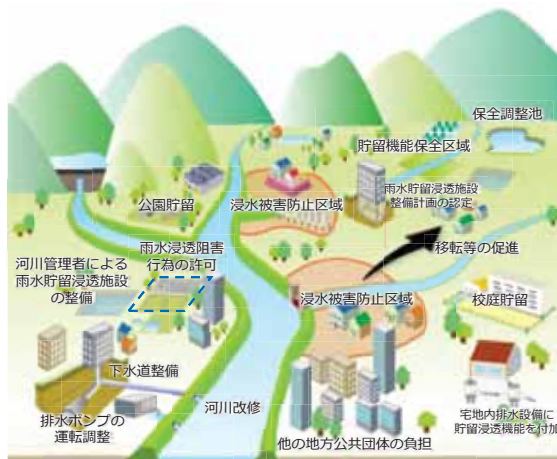 保全調整池
貯留機能保全区域
雨水貯留浸透施設
整備計画の認定
公園貯留
浸水被害防止区域
移転等の促進
雨水浸透阻害
行為の許可
河川管理者による
雨水貯留浸透施設
の整備
浸水被害防止区域
校庭貯留
下水道整備
排水ポンプの
運転調整
河川改修
他の地方公共団体の負担
宅地内排水設備に
貯留浸透機能を付加